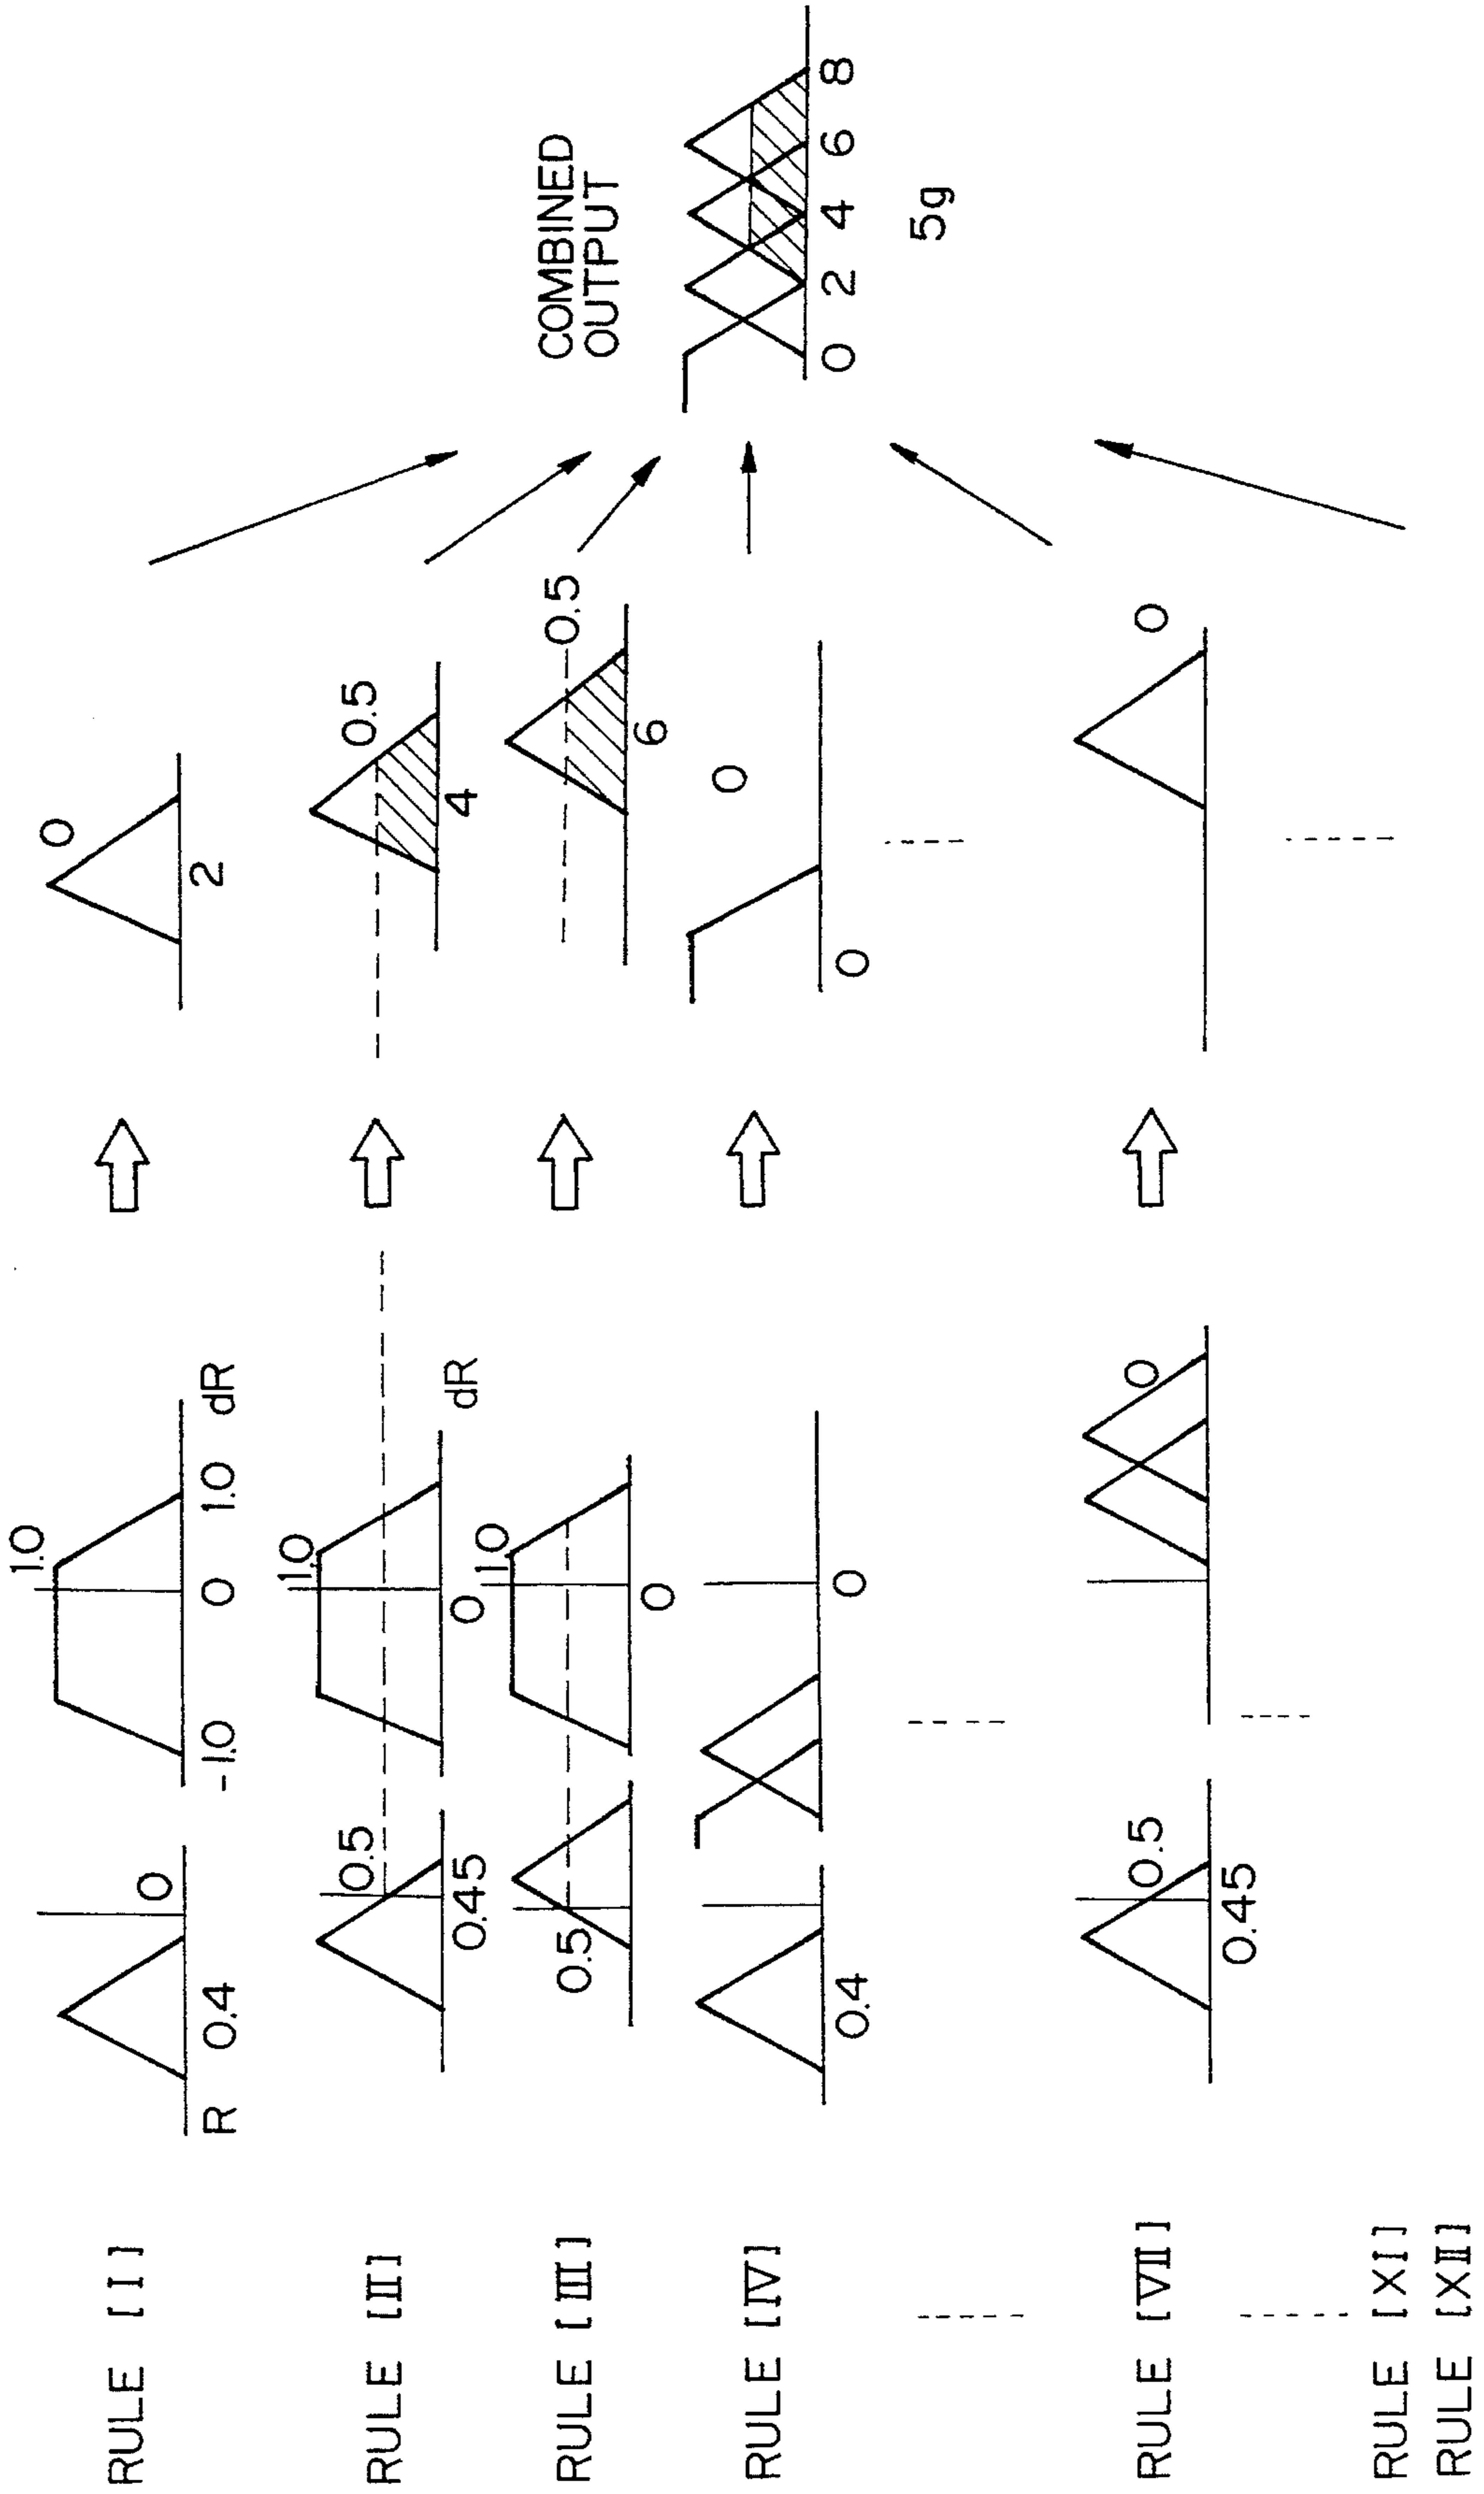 RULE [I]
0
R 0.4
1.0
-1.0 0 1.0 dR
0
2
RULE [II]
0.5
0.45
1.0
0 dR
0.5
4
RULE [III]
0.5
1.0
0
0.5
6
RULE [IV]
0.4
0
0
0
RULE [VII]
0.5
0.45
0
0
RULE [XI]
RULE [XII]
COMBINED
OUTPUT
0 2 4 6 8
5g